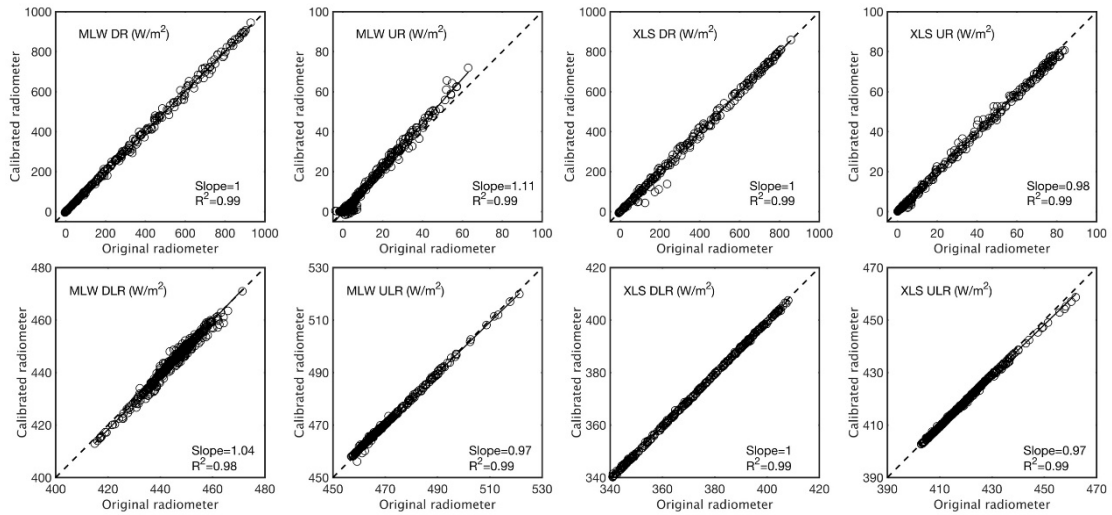 MLW DR (W/m²)
Slope=1
R²=0.99
1000
800
600
400
200
0
0 200 400 600 800 1000
Calibrated radiometer
Original radiometer
MLW UR (W/m²)
Slope=1.11
R²=0.99
100
80
60
40
20
0
0 20 40 60 80 100
Calibrated radiometer
Original radiometer
XLS DR (W/m²)
Slope=1
R²=0.99
1000
800
600
400
200
0
0 200 400 600 800 1000
Calibrated radiometer
Original radiometer
XLS UR (W/m²)
Slope=0.98
R²=0.99
100
80
60
40
20
0
0 20 40 60 80 100
Calibrated radiometer
Original radiometer
MLW DLR (W/m²)
Slope=1.04
R²=0.98
480
460
440
420
400
400 420 440 460 480
Calibrated radiometer
Original radiometer
MLW ULR (W/m²)
Slope=0.97
R²=0.99
530
510
490
470
450
450 470 490 510 530
Calibrated radiometer
Original radiometer
XLS DLR (W/m²)
Slope=1
R²=0.99
420
400
380
360
340
340 360 380 400 420
Calibrated radiometer
Original radiometer
XLS ULR (W/m²)
Slope=0.97
R²=0.99
470
450
430
410
390
390 410 430 450 470
Calibrated radiometer
Original radiometer